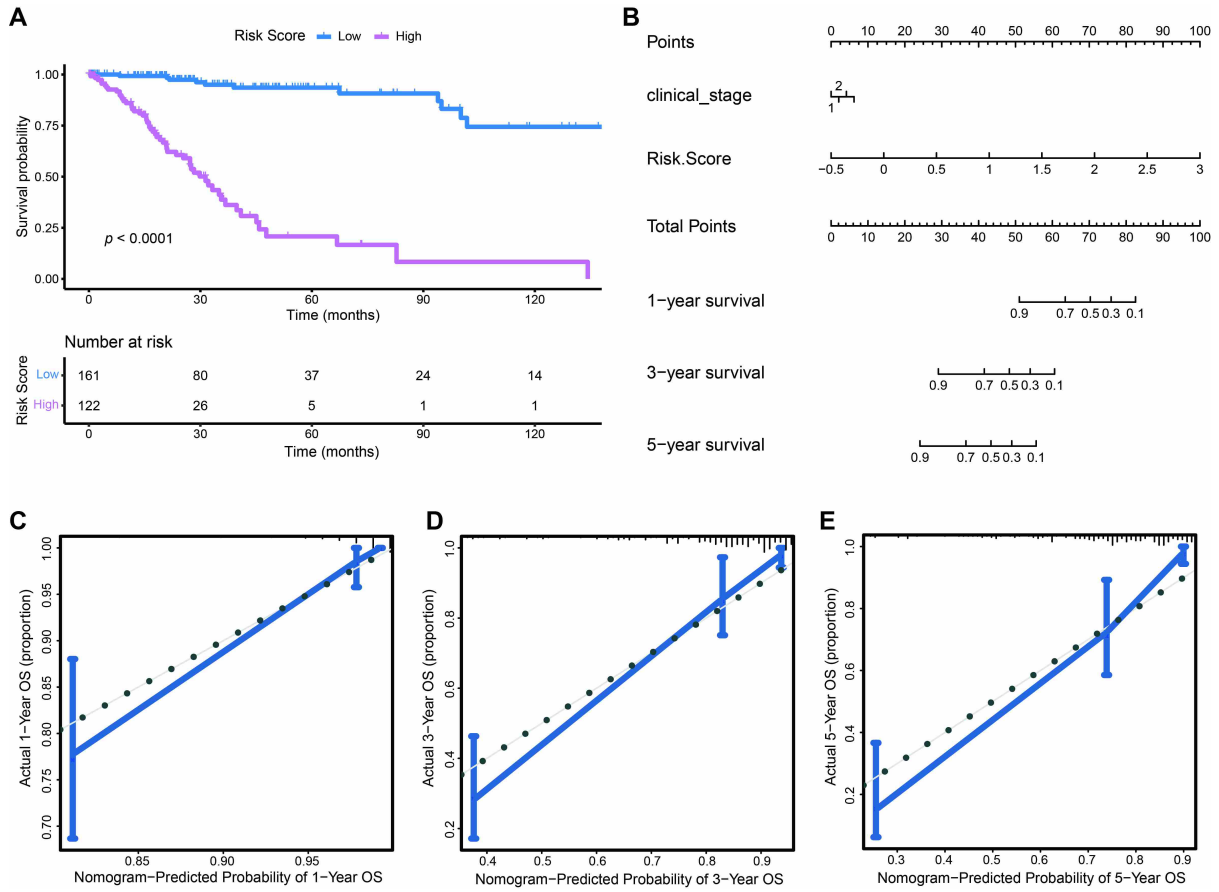 A
Risk Score Low High
Survival probability
1.00
0.75
0.50
0.25
0.00
p < 0.0001
0 30 60 90 120
Time (months)
Number at risk
Risk Score
Low 161 80 37 24 14
High 122 26 5 1 1
0 30 60 90 120
Time (months)
B
Points
0 10 20 30 40 50 60 70 80 90 100
clinical_stage
2
1
Risk.Score
−0.5 0 0.5 1 1.5 2 2.5 3
Total Points
0 10 20 30 40 50 60 70 80 90 100
1−year survival
0.9 0.7 0.5 0.3 0.1
3−year survival
0.9 0.7 0.5 0.3 0.1
5−year survival
0.9 0.7 0.5 0.3 0.1
C
Actual 1−Year OS (proportion)
1.00
0.95
0.90
0.85
0.80
0.75
0.70
0.85 0.90 0.95
Nomogram−Predicted Probability of 1−Year OS
D
Actual 3−Year OS (proportion)
1.0
0.8
0.6
0.4
0.2
0.4 0.5 0.6 0.7 0.8 0.9
Nomogram−Predicted Probability of 3−Year OS
E
Actual 5−Year OS (proportion)
1.0
0.8
0.6
0.4
0.2
0.3 0.4 0.5 0.6 0.7 0.8 0.9
Nomogram−Predicted Probability of 5−Year OS